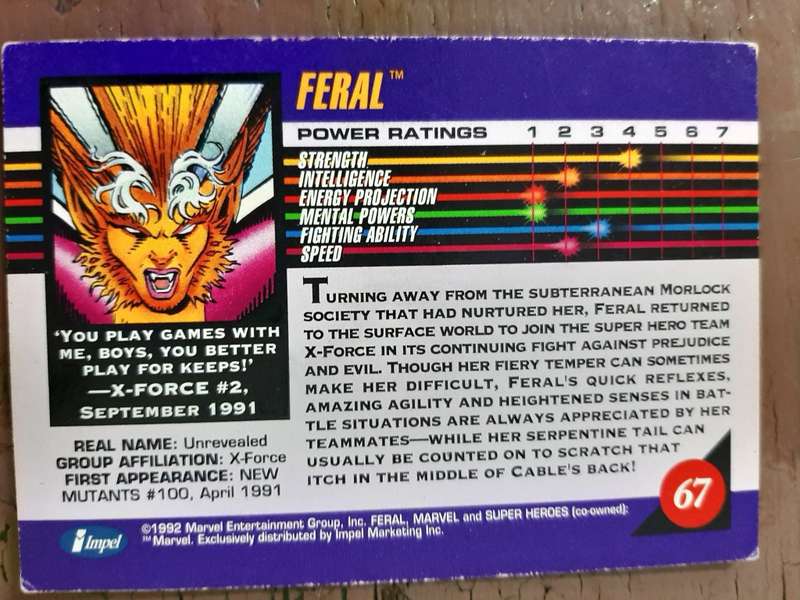 FERAL™
POWER RATINGS 1 2 3 4 5 6 7
STRENGTH
INTELLIGENCE
ENERGY PROJECTION
MENTAL POWERS
FIGHTING ABILITY
SPEED
'YOU PLAY GAMES WITH
ME, BOYS, YOU BETTER
PLAY FOR KEEPS!'
—X-FORCE #2,
SEPTEMBER 1991
REAL NAME: Unrevealed
GROUP AFFILIATION: X-Force
FIRST APPEARANCE: NEW
MUTANTS #100, April 1991
TURNING AWAY FROM THE SUBTERRANEAN MORLOCK
SOCIETY THAT HAD NURTURED HER, FERAL RETURNED
TO THE SURFACE WORLD TO JOIN THE SUPER HERO TEAM
X-FORCE IN ITS CONTINUING FIGHT AGAINST PREJUDICE
AND EVIL. THOUGH HER FIERY TEMPER CAN SOMETIMES
MAKE HER DIFFICULT, FERAL'S QUICK REFLEXES,
AMAZING AGILITY AND HEIGHTENED SENSES IN BAT-
TLE SITUATIONS ARE ALWAYS APPRECIATED BY HER
TEAMMATES—WHILE HER SERPENTINE TAIL CAN
USUALLY BE COUNTED ON TO SCRATCH THAT
ITCH IN THE MIDDLE OF CABLE'S BACK!
67
i Impel
©1992 Marvel Entertainment Group, Inc. FERAL, MARVEL and SUPER HEROES (co-owned):
™Marvel. Exclusively distributed by Impel Marketing Inc.